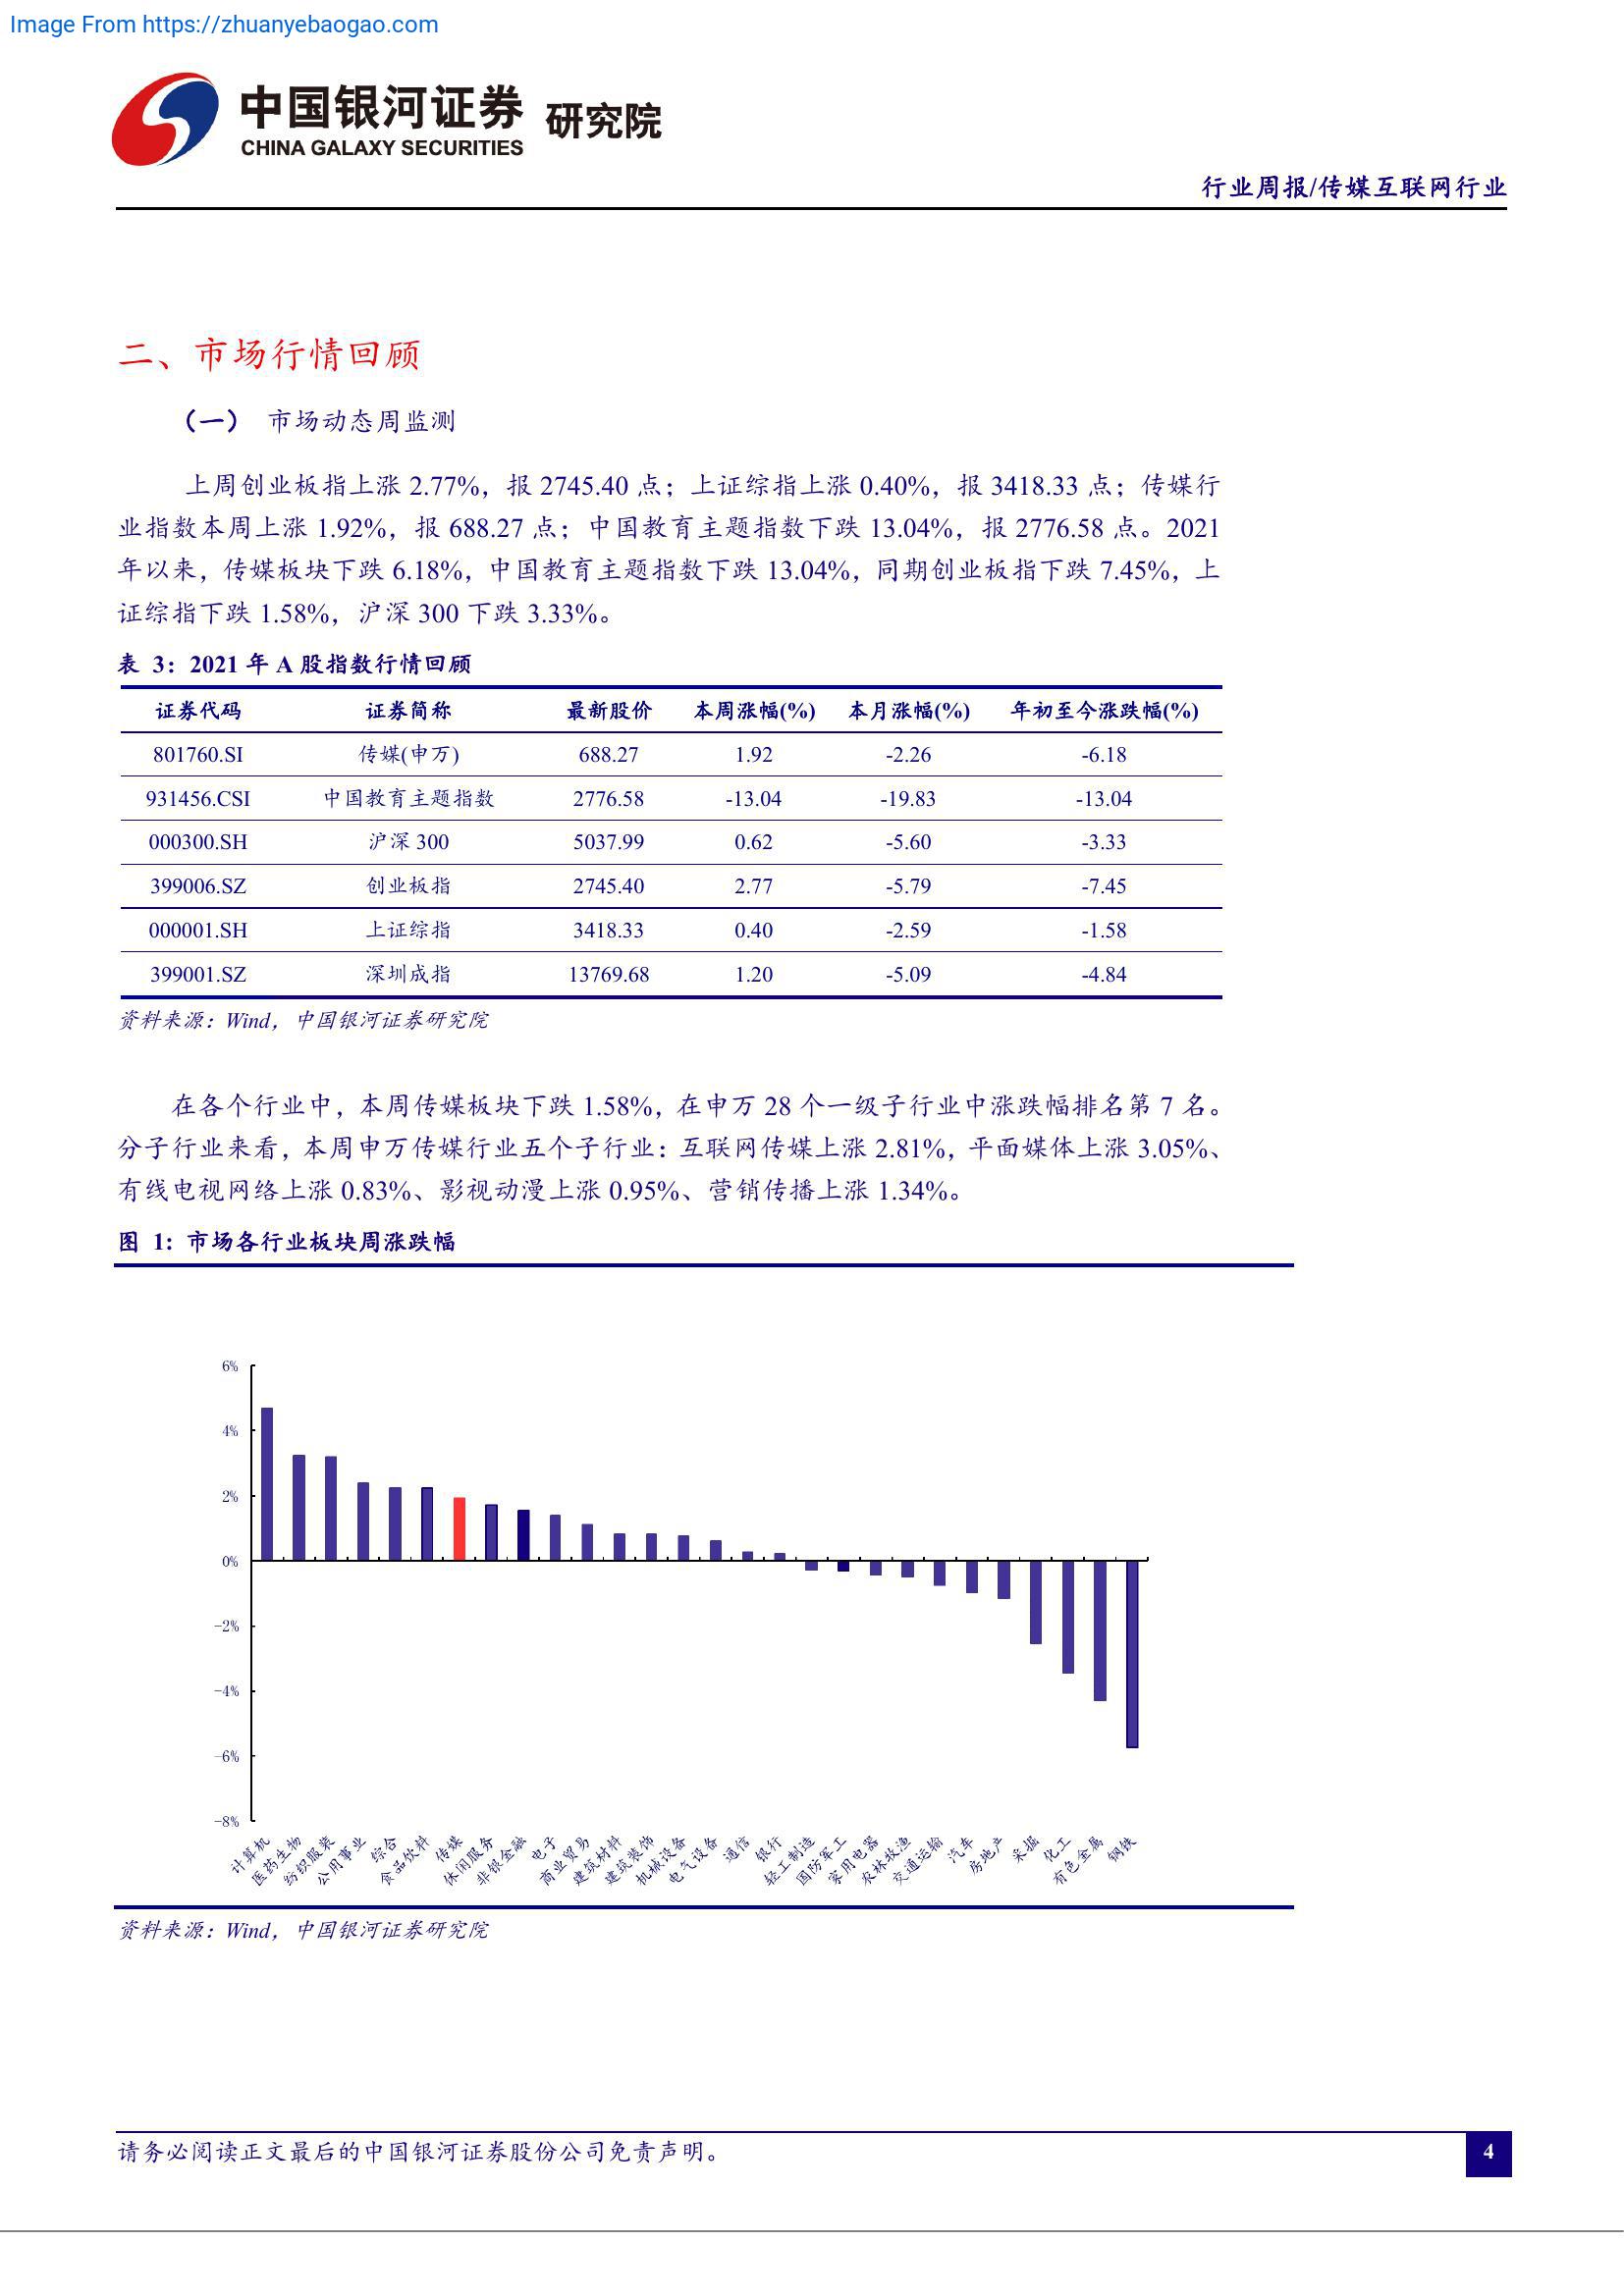 Image From https://zhuanyebaogao.com
中国银河证券 研究院
CHINA GALAXY SECURITIES
行业周报/传媒互联网行业
二、市场行情回顾
（一） 市场动态周监测
上周创业板指上涨 2.77%，报 2745.40 点；上证综指上涨 0.40%，报 3418.33 点；传媒行
业指数本周上涨 1.92%，报 688.27 点；中国教育主题指数下跌 13.04%，报 2776.58 点。2021
年以来，传媒板块下跌 6.18%，中国教育主题指数下跌 13.04%，同期创业板指下跌 7.45%，上
证综指下跌 1.58%，沪深 300 下跌 3.33%。
表 3：2021 年 A 股指数行情回顾
证券代码 证券简称 最新股价 本周涨幅(%) 本月涨幅(%) 年初至今涨跌幅(%)
801760.SI 传媒(申万) 688.27 1.92 -2.26 -6.18
931456.CSI 中国教育主题指数 2776.58 -13.04 -19.83 -13.04
000300.SH 沪深 300 5037.99 0.62 -5.60 -3.33
399006.SZ 创业板指 2745.40 2.77 -5.79 -7.45
000001.SH 上证综指 3418.33 0.40 -2.59 -1.58
399001.SZ 深圳成指 13769.68 1.20 -5.09 -4.84
资料来源：Wind，中国银河证券研究院
在各个行业中，本周传媒板块下跌 1.58%，在申万 28 个一级子行业中涨跌幅排名第 7 名。
分子行业来看，本周申万传媒行业五个子行业：互联网传媒上涨 2.81%，平面媒体上涨 3.05%、
有线电视网络上涨 0.83%、影视动漫上涨 0.95%、营销传播上涨 1.34%。
图 1: 市场各行业板块周涨跌幅
6%
4%
2%
0%
-2%
-4%
-6%
-8%
计算机 医药生物 纺织服装 公用事业 综合 食品饮料 传媒 休闲服务 非银金融 电子 商业贸易 建筑材料 建筑装饰 机械设备 电气设备 通信 银行 轻工制造 国防军工 家用电器 农林牧渔 交通运输 汽车 房地产 采掘 化工 有色金属 钢铁
资料来源：Wind，中国银河证券研究院
请务必阅读正文最后的中国银河证券股份公司免责声明。
4